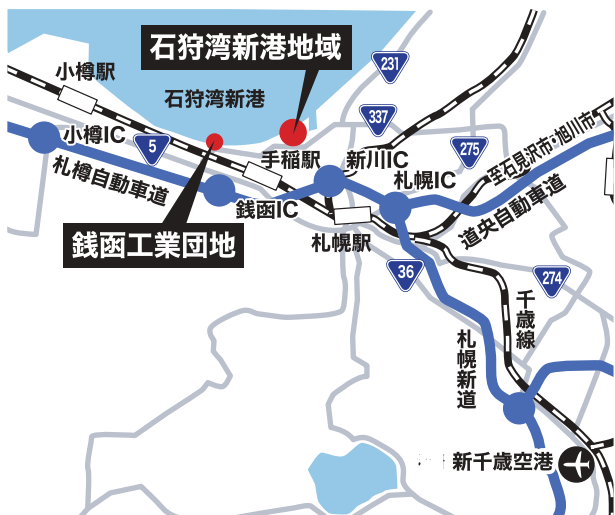 石狩湾新港地域
小樽駅
石狩湾新港
231
337
小樽IC
5
手稲駅
新川IC
275
至石見沢市・旭川市
札樽自動車道
札幌IC
銭函IC
道央自動車道
銭函工業団地
札幌駅
36
274
千歳線
札幌新道
新千歳空港